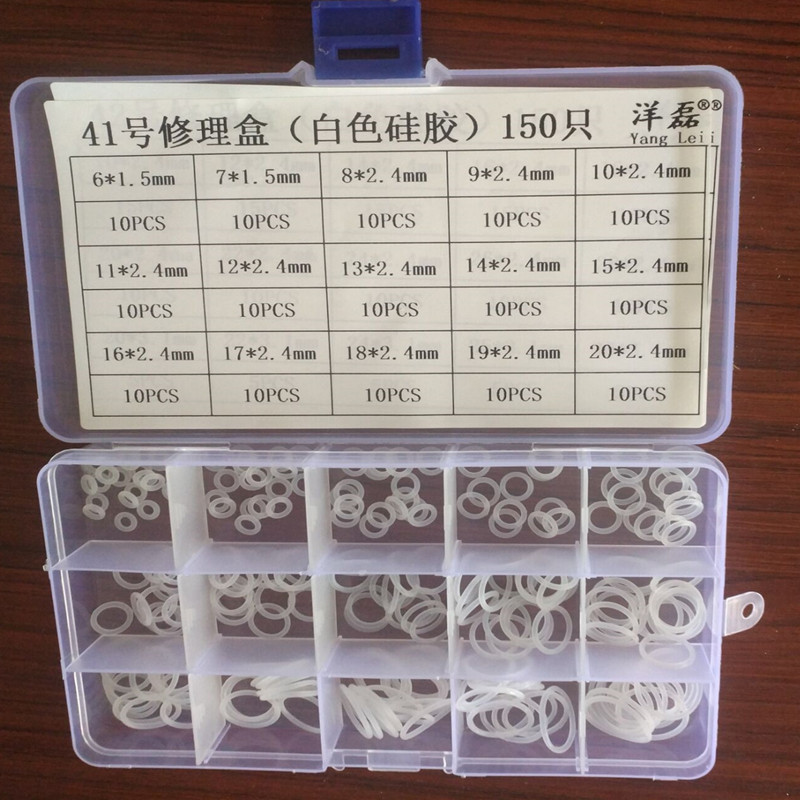 41号修理盒（白色硅胶）150只 洋磊®®
Yang Leii
6*1.5mm 7*1.5mm 8*2.4mm 9*2.4mm 10*2.4mm
10PCS 10PCS 10PCS 10PCS 10PCS
11*2.4mm 12*2.4mm 13*2.4mm 14*2.4mm 15*2.4mm
10PCS 10PCS 10PCS 10PCS 10PCS
16*2.4mm 17*2.4mm 18*2.4mm 19*2.4mm 20*2.4mm
10PCS 10PCS 10PCS 10PCS 10PCS